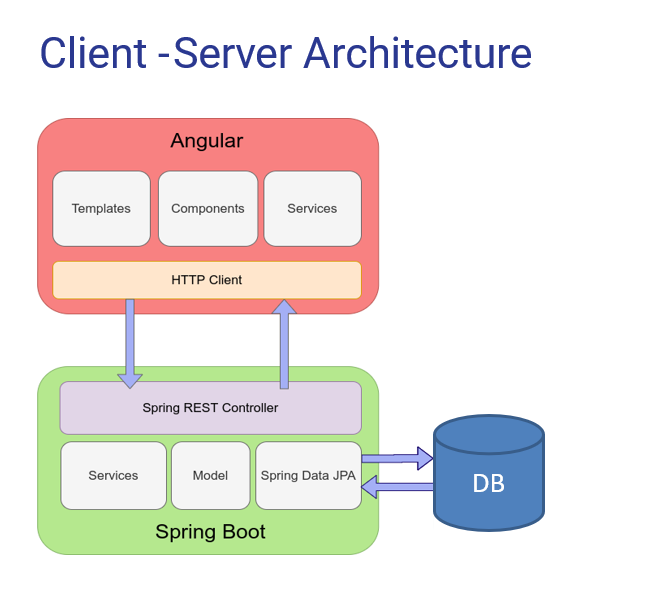 Client -Server Architecture
Angular
Templates
Components
Services
HTTP Client
Spring REST Controller
Services
Model
Spring Data JPA
DB
Spring Boot